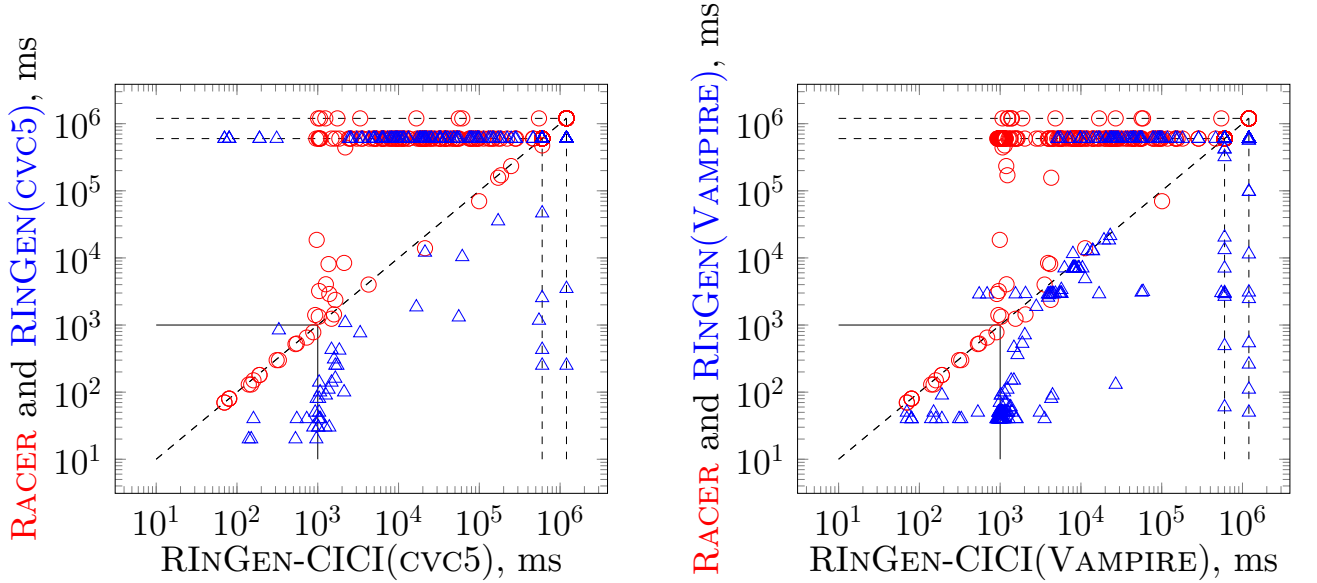 RACER and RINGEN(CVC5), ms
10^6
10^5
10^4
10^3
10^2
10^1
10^1 10^2 10^3 10^4 10^5 10^6
RINGEN-CICI(CVC5), ms
RACER and RINGEN(VAMPIRE), ms
10^6
10^5
10^4
10^3
10^2
10^1
10^1 10^2 10^3 10^4 10^5 10^6
RINGEN-CICI(VAMPIRE), ms